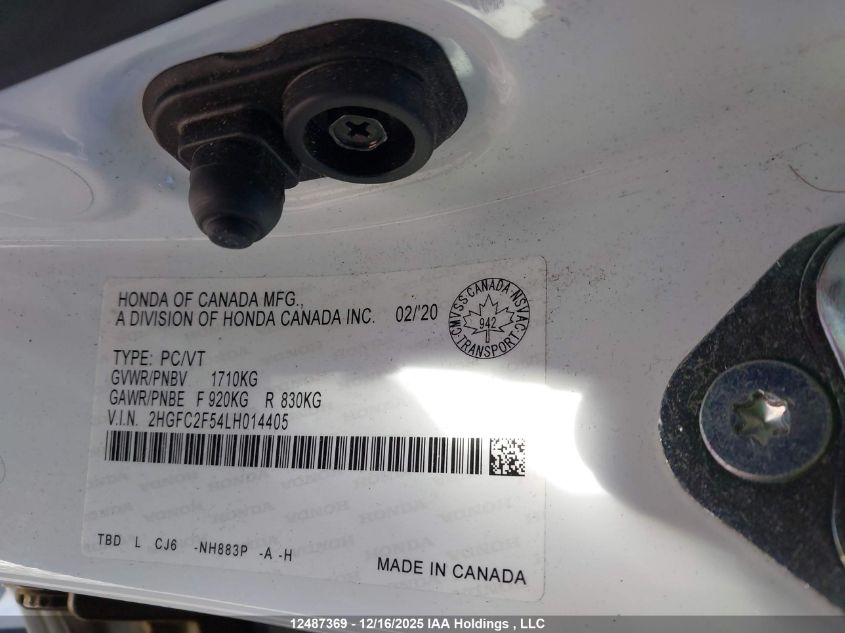 HONDA OF CANADA MFG.,
A DIVISION OF HONDA CANADA INC. 02/'20
CMVSS CANADA NSVAC
942
TRANSPORT
TYPE: PC/VT
GVWR/PNBV 1710KG
GAWR/PNBE F 920KG R 830KG
V.I.N. 2HGFC2F54LH014405
TBD L CJ6 -NH883P -A -H
MADE IN CANADA
12487369 - 12/16/2025 IAA Holdings , LLC